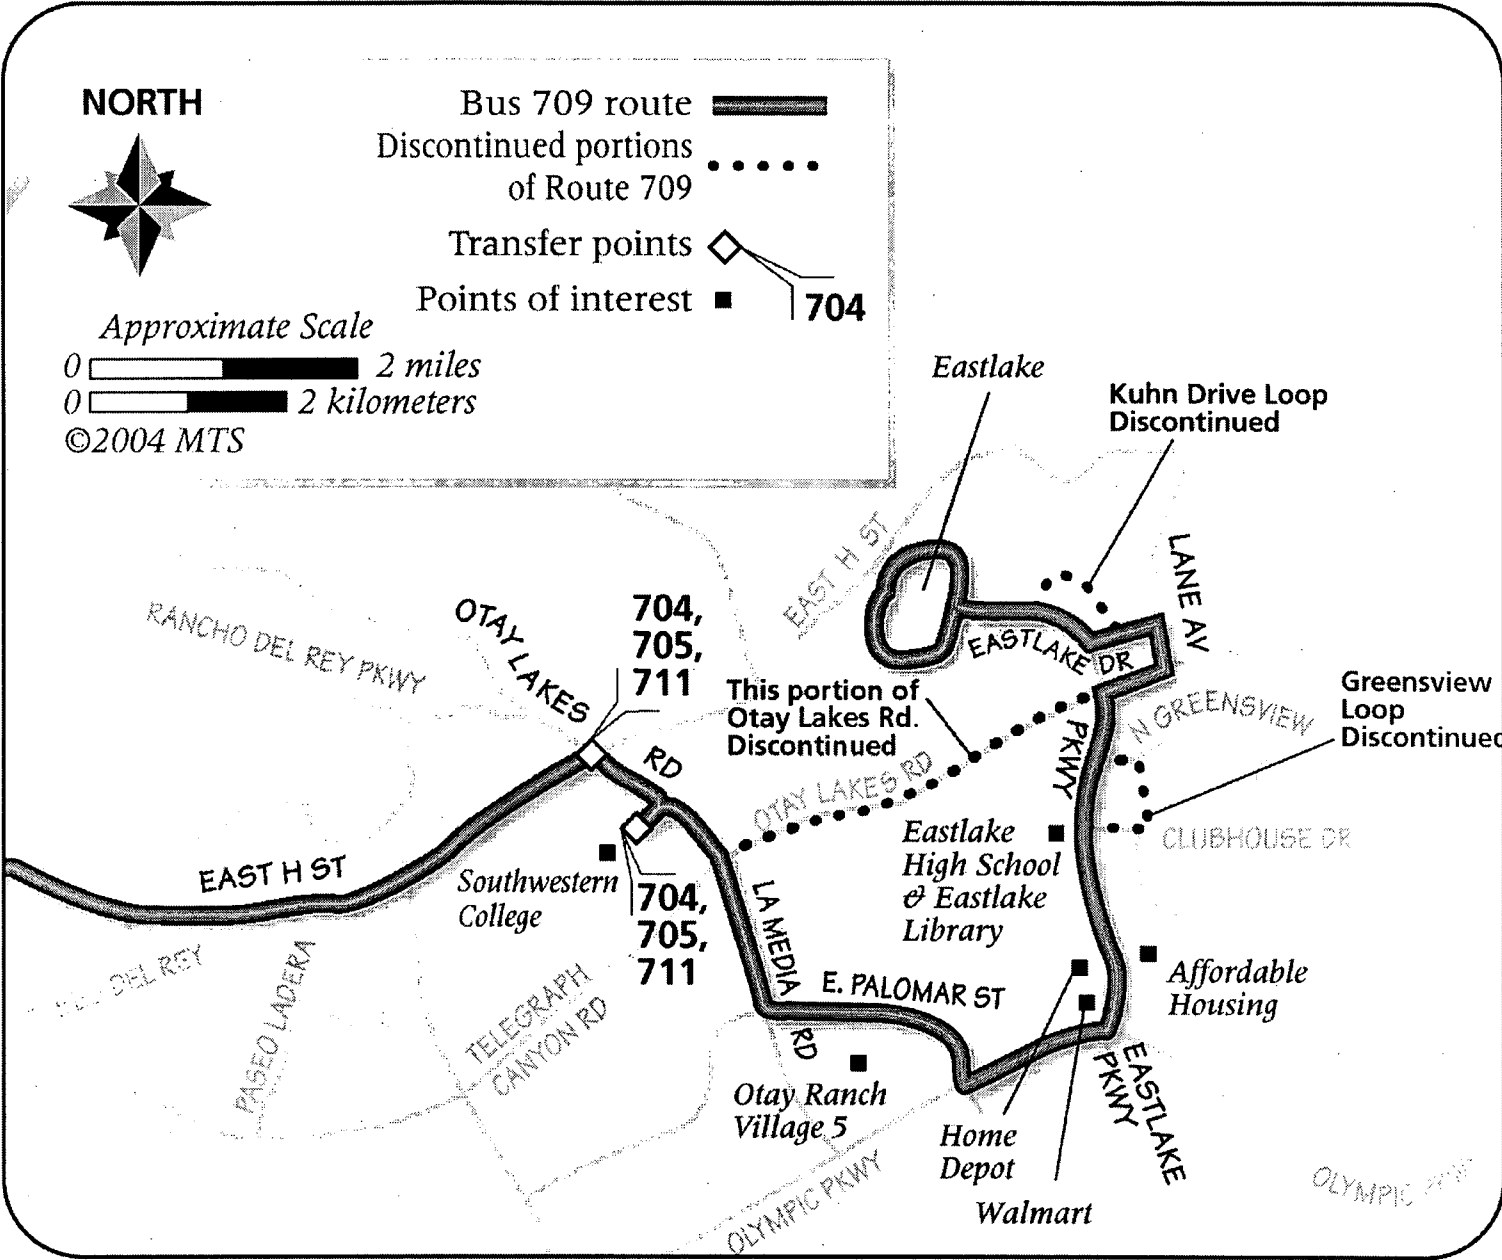 NORTH
Bus 709 route
Discontinued portions
of Route 709
Transfer points
Points of interest
704
Approximate Scale
0 2 miles
0 2 kilometers
©2004 MTS
Eastlake
Kuhn Drive Loop
Discontinued
EAST H ST
LANE AV
RANCHO DEL REY PKWY
OTAY LAKES
RD
704,
705,
711
EASTLAKE DR
PKWY
This portion of
Otay Lakes Rd.
Discontinued
N GREENSVIEW
Greensview
Loop
Discontinued
OTAY LAKES RD
Eastlake
High School
& Eastlake
Library
CLUBHOUSE DR
EAST H ST
Southwestern
College
704,
705,
711
LA MEDIA
RD
E. PALOMAR ST
Affordable
Housing
DEL REY
PASEO LADERA
TELEGRAPH
CANYON RD
Otay Ranch
Village 5
Home
Depot
Walmart
EASTLAKE
PKWY
OLYMPIC PKWY
OLYMPIC PKWY